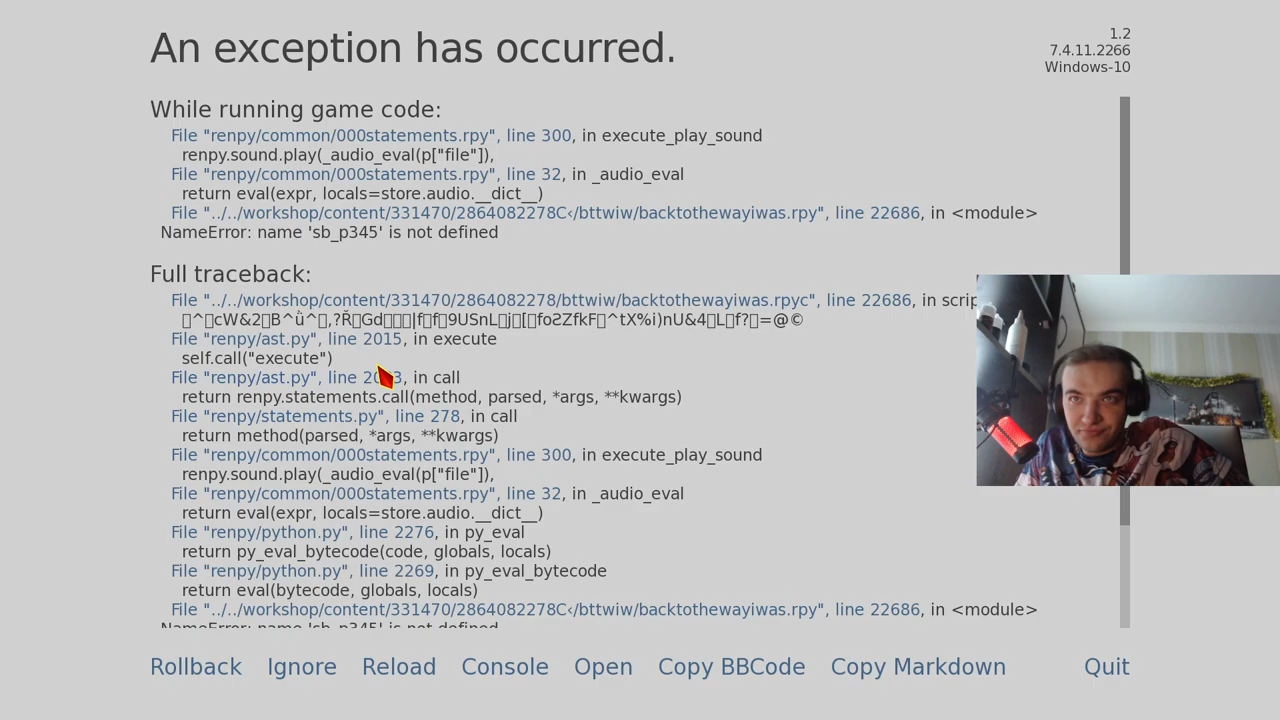 An exception has occurred.
1.2
7.4.11.2266
Windows-10
While running game code:
File "renpy/common/000statements.rpy", line 300, in execute_play_sound
renpy.sound.play(_audio_eval(p["file"]),
File "renpy/common/000statements.rpy", line 32, in _audio_eval
return eval(expr, locals=store.audio.__dict__)
File "../../workshop/content/331470/2864082278C‹/bttwiw/backtothewayiwas.rpy", line 22686, in <module>
NameError: name 'sb_p345' is not defined
Full traceback:
File "../../workshop/content/331470/2864082278/bttwiw/backtothewayiwas.rpyc", line 22686, in scrip
File "renpy/ast.py", line 2015, in execute
self.call("execute")
File "renpy/ast.py", line in call
return renpy.statements.call(method, parsed, *args, **kwargs)
File "renpy/statements.py", line 278, in call
return method(parsed, *args, **kwargs)
File "renpy/common/000statements.rpy", line 300, in execute_play_sound
renpy.sound.play(_audio_eval(p["file"]),
File "renpy/common/000statements.rpy", line 32, in _audio_eval
return eval(expr, locals=store.audio.__dict__)
File "renpy/python.py", line 2276, in py_eval
return py_eval_bytecode(code, globals, locals)
File "renpy/python.py", line 2269, in py_eval_bytecode
return eval(bytecode, globals, locals)
File "../../workshop/content/331470/2864082278C‹/bttwiw/backtothewayiwas.rpy", line 22686, in <module>
NameError: name 'sb_p345' is not defined
Rollback Ignore Reload Console Open Copy BBCode Copy Markdown Quit